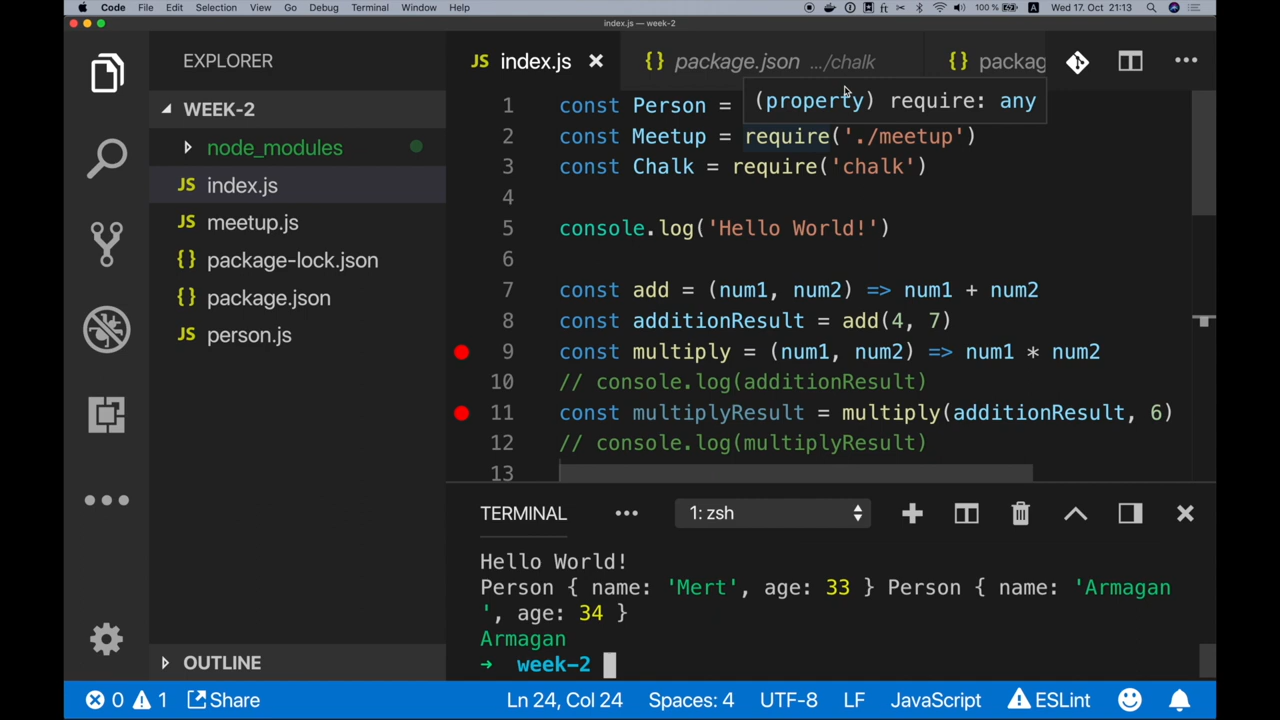 Code File Edit Selection View Go Debug Terminal Window Help 100 % A Wed 17. Oct 21:13
index.js — week-2
EXPLORER
WEEK-2
node_modules
JS index.js
JS meetup.js
{} package-lock.json
{} package.json
JS person.js
OUTLINE
JS index.js {} package.json .../chalk {} packag
(property) require: any
1 const Person =
2 const Meetup = require('./meetup')
3 const Chalk = require('chalk')
4
5 console.log('Hello World!')
6
7 const add = (num1, num2) => num1 + num2
8 const additionResult = add(4, 7)
9 const multiply = (num1, num2) => num1 * num2
10 // console.log(additionResult)
11 const multiplyResult = multiply(additionResult, 6)
12 // console.log(multiplyResult)
13
TERMINAL 1: zsh
Hello World!
Person { name: 'Mert', age: 33 } Person { name: 'Armagan
', age: 34 }
Armagan
→ week-2
0 1 Share Ln 24, Col 24 Spaces: 4 UTF-8 LF JavaScript ESLint